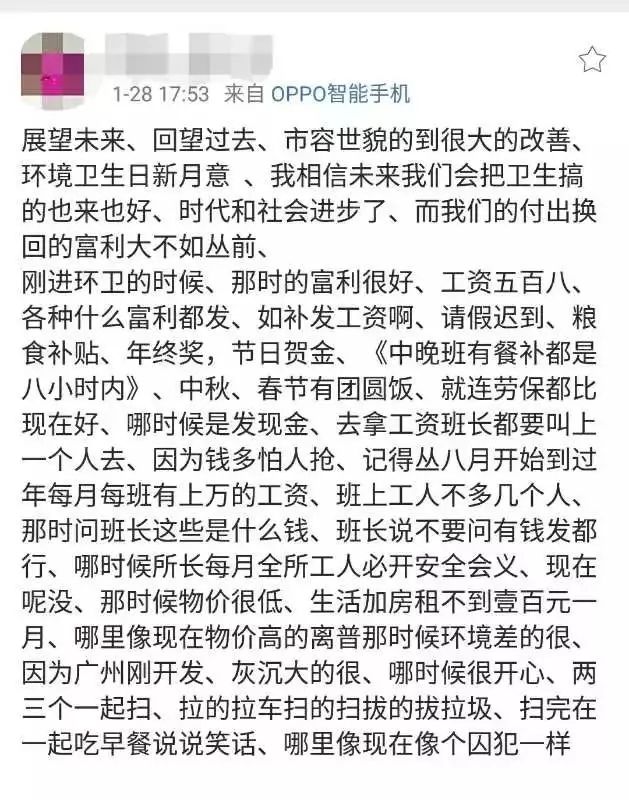 1-28 17:53 来自 OPPO智能手机
展望未来、回望过去、市容世貌的到很大的改善、
环境卫生日新月意 、我相信未来我们会把卫生搞
的也来也好、时代和社会进步了、而我们的付出换
回的富利大不如丛前、
刚进环卫的时候、那时的富利很好、工资五百八、
各种什么富利都发、如补发工资啊、请假迟到、粮
食补贴、年终奖，节日贺金、《中晚班有餐补都是
八小时内》、中秋、春节有团圆饭、就连劳保都比
现在好、哪时候是发现金、去拿工资班长都要叫上
一个人去、因为钱多怕人抢、记得丛八月开始到过
年每月每班有上万的工资、班上工人不多几个人、
那时问班长这些是什么钱、班长说不要问有钱发都
行、哪时候所长每月全所工人必开安全会义、现在
呢没、那时候物价很低、生活加房租不到壹百元一
月、哪里像现在物价高的离普那时候环境差的很、
因为广州刚开发、灰沉大的很、哪时候很开心、两
三个一起扫、拉的拉车扫的扫拔的拔垃圾、扫完在
一起吃早餐说说笑话、哪里像现在像个囚犯一样